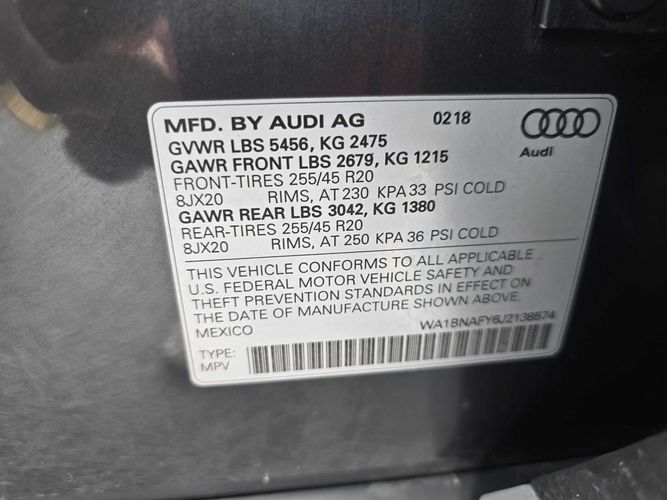 MFD. BY AUDI AG 0218
GVWR LBS 5456, KG 2475
GAWR FRONT LBS 2679, KG 1215
FRONT-TIRES 255/45 R20
8JX20 RIMS, AT 230 KPA 33 PSI COLD
GAWR REAR LBS 3042, KG 1380
REAR-TIRES 255/45 R20
8JX20 RIMS, AT 250 KPA 36 PSI COLD
Audi
THIS VEHICLE CONFORMS TO ALL APPLICABLE
U.S. FEDERAL MOTOR VEHICLE SAFETY AND
THEFT PREVENTION STANDARDS IN EFFECT ON
THE DATE OF MANUFACTURE SHOWN ABOVE.
MEXICO WA1BNAFY6J2138574
TYPE:
MPV